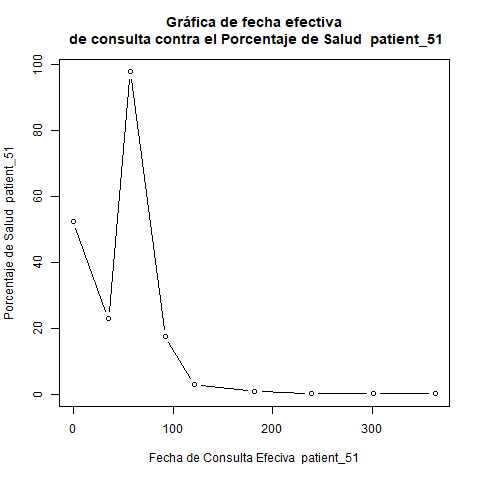 Gráfica de fecha efectiva
de consulta contra el Porcentaje de Salud patient_51
Porcentaje de Salud patient_51
100
80
60
40
20
0
0 100 200 300
Fecha de Consulta Efeciva patient_51